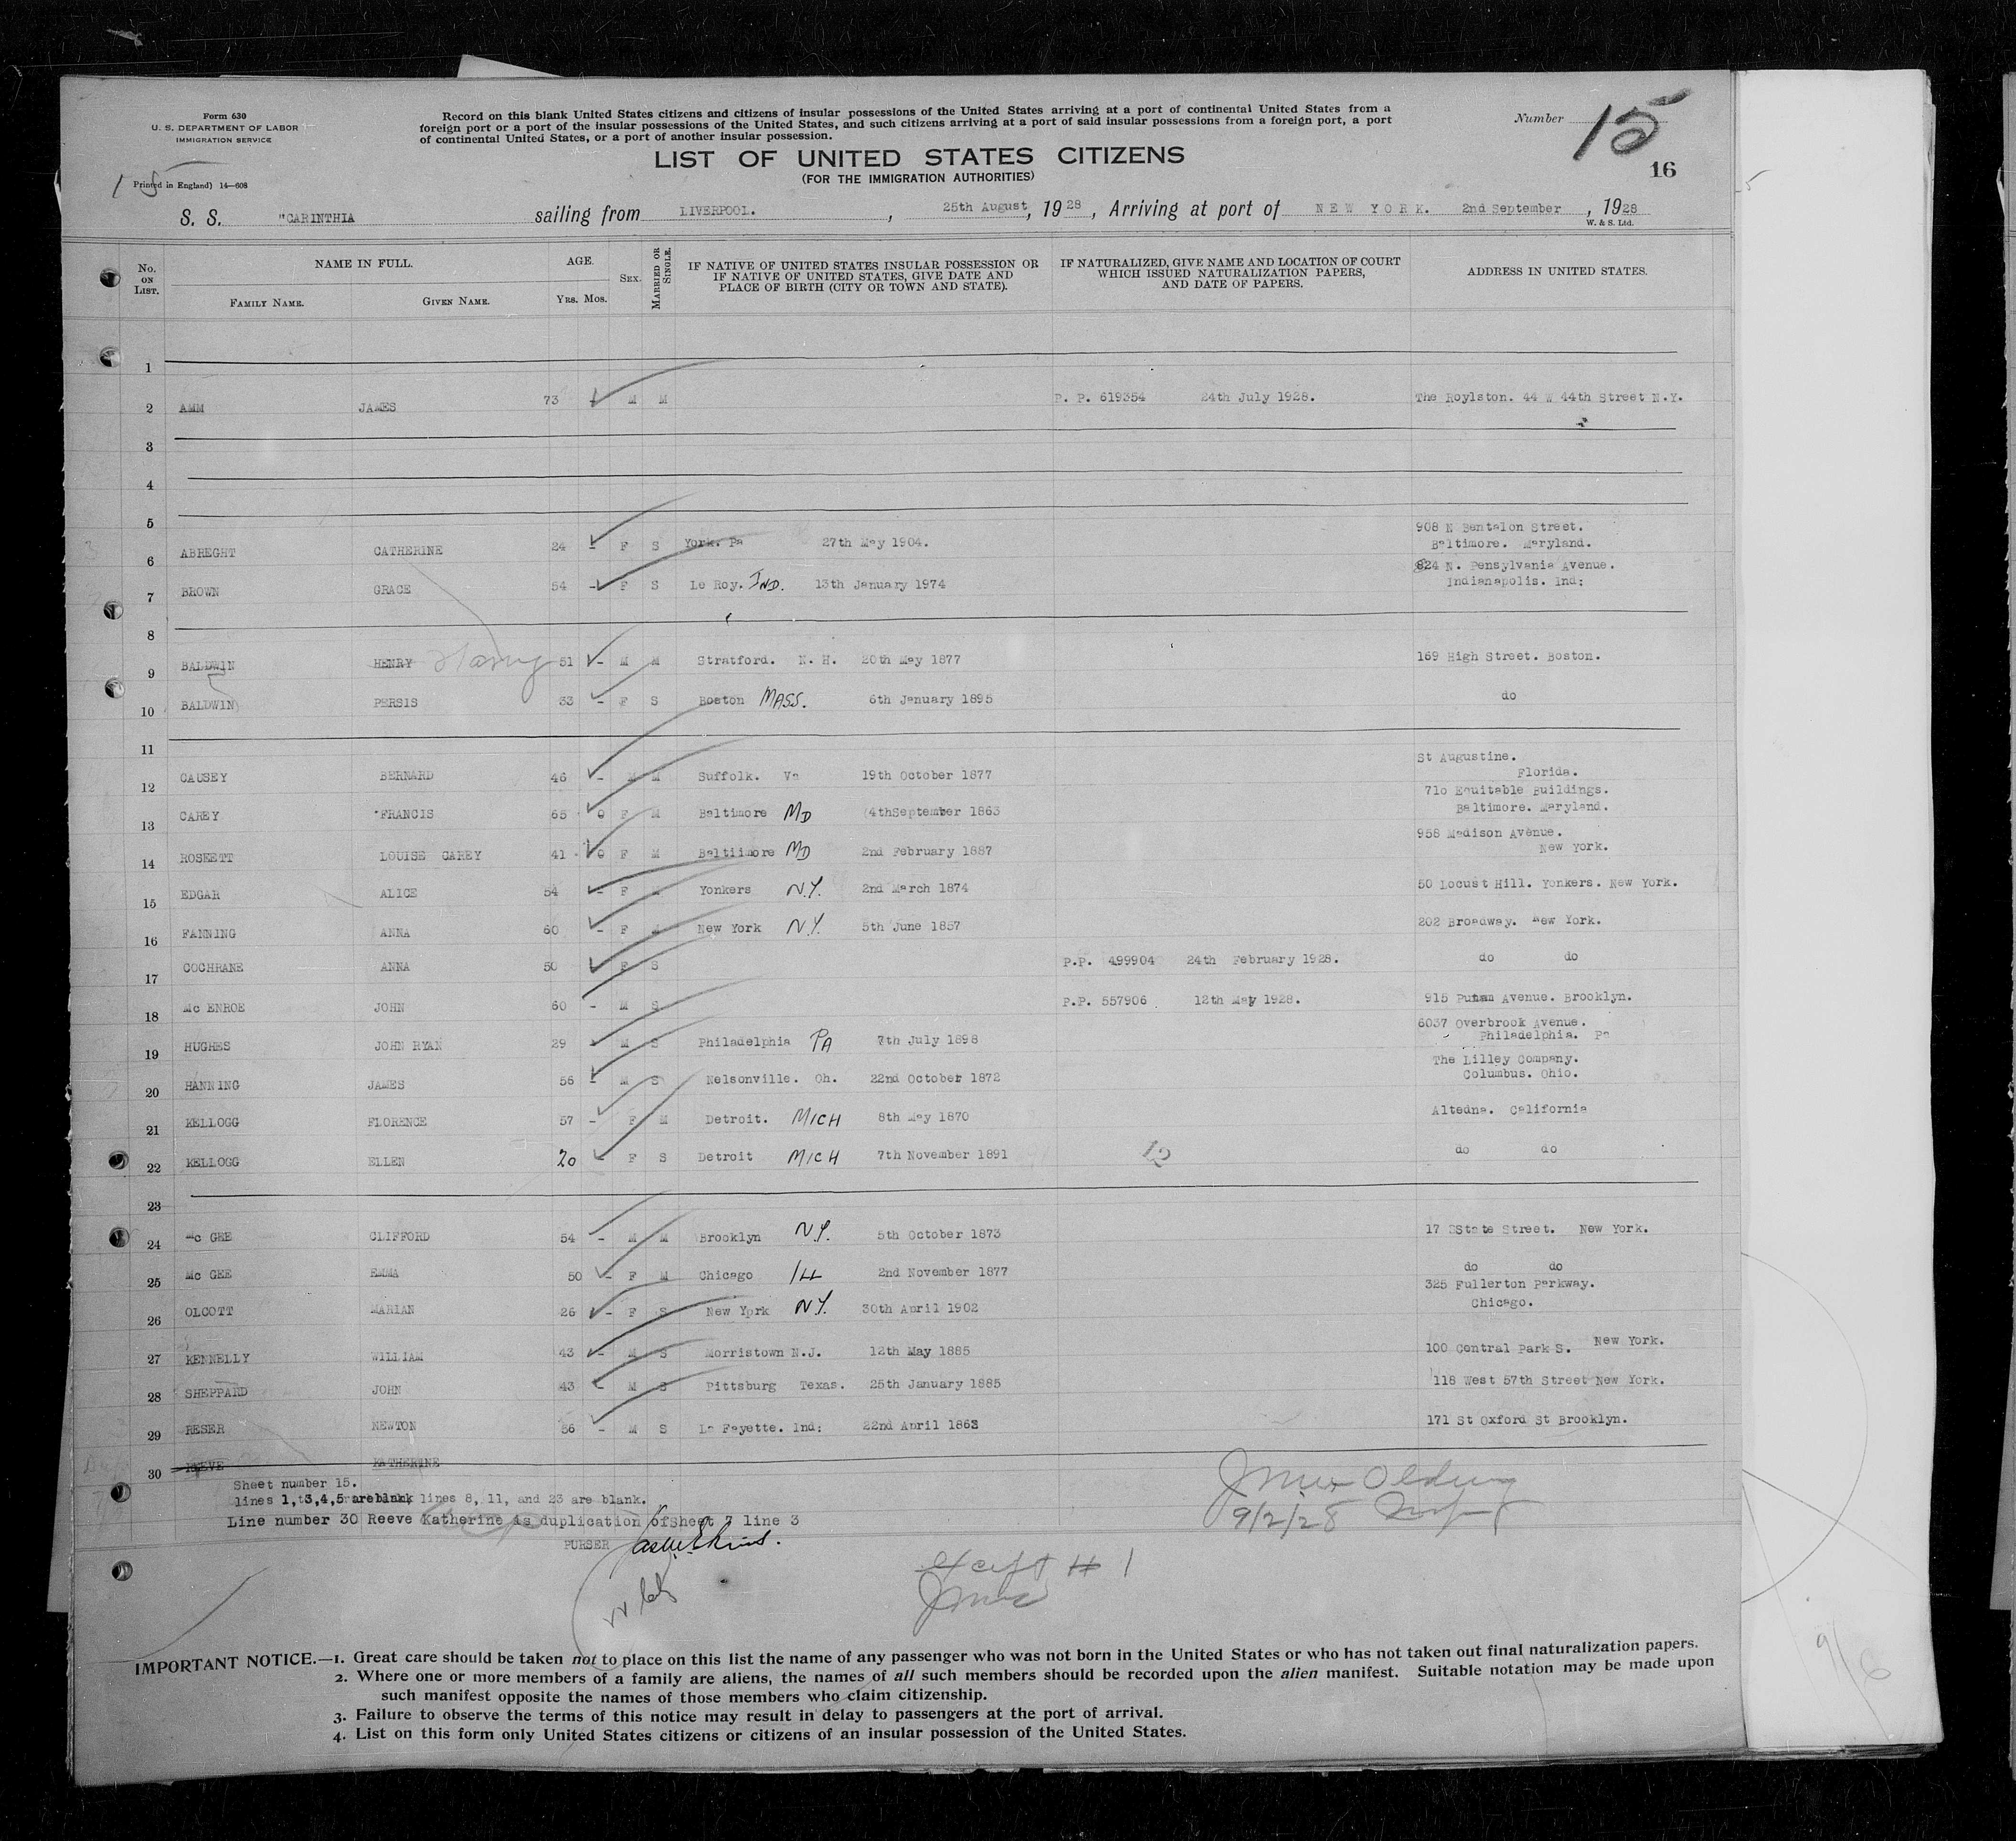 Form 630
U. S. DEPARTMENT OF LABOR
IMMIGRATION SERVICE
Record on this blank United States citizens and citizens of insular possessions of the United States arriving at a port of continental United States from a
foreign port or a port of the insular possessions of the United States, and such citizens arriving at a port of said insular possessions from a foreign port, a port
of continental United States, or a port of another insular possession.
Number 15
LIST OF UNITED STATES CITIZENS
(FOR THE IMMIGRATION AUTHORITIES)
16
15
Printed in England) 14—608
S. S. "CARINTHIA sailing from LIVERPOOL. , 25th August, 1928, Arriving at port of NEW YORK. 2nd September , 1928
W. & S. Ltd.
No. ON LIST. NAME IN FULL. FAMILY NAME. GIVEN NAME. AGE. YRS. MOS. SEX. MARRIED OR SINGLE. IF NATIVE OF UNITED STATES INSULAR POSSESSION OR IF NATIVE OF UNITED STATES, GIVE DATE AND PLACE OF BIRTH (CITY OR TOWN AND STATE). IF NATURALIZED, GIVE NAME AND LOCATION OF COURT WHICH ISSUED NATURALIZATION PAPERS, AND DATE OF PAPERS. ADDRESS IN UNITED STATES.
1
2 AMM JAMES 73 - M M P. P. 619354 24th July 1928. The Roylston. 44 W 44th Street N.Y.
3
4
5
6 ABREGHT CATHERINE 24 - F S York. Pa 27th May 1904. 908 N Bentalon Street. Baltimore. Maryland.
7 BROWN GRACE 54 - F S Le Roy. IND. 13th January 1974 824 N. Pensylvania Avenue. Indianapolis. Ind:
8
9 BALDWIN HENRY Harry 51 - M M Stratford. N. H. 20th May 1877 169 High Street. Boston.
10 BALDWIN PERSIS 33 - F S Boston MASS. 6th January 1895 do
11
12 CAUSEY BERNARD 46 - M M Suffolk. Va 19th October 1877 St Augustine. Florida.
13 CAREY FRANCIS 65 0 F M Baltimore MD 4thSeptember 1863 710 Equitable Buildings. Baltimore. Maryland.
14 ROSKETT LOUISE CAREY 41 0 F M Baltiimore MD 2nd February 1887 958 Madison Avenue. New York.
15 EDGAR ALICE 54 - F Yonkers N.Y. 2nd March 1874 50 Locust Hill. Yonkers. New York.
16 FANNING ANNA 60 - F New York N.Y. 5th June 1857 202 Broadway. New York.
17 COCHRANE ANNA 50 F S P.P. 499904 24th February 1928. do do
18 Mc ENROE JOHN 60 - M S P.P. 557906 12th May 1928. 915 Putnam Avenue. Brooklyn.
19 HUGHES JOHN RYAN 29 - M S Philadelphia PA 7th July 1898 6037 Overbrook Avenue. Philadelphia. Pa
20 HANNING JAMES 56 - M S Nelsonville. Oh. 22nd October 1872 The Lilley Company. Columbus. Ohio.
21 KELLOGG FLORENCE 57 - F M Detroit. MICH 8th May 1870 Altedna. California
22 KELLOGG ELLEN 20 - F S Detroit MICH 7th November 1891 do do
23
24 Mc GEE CLIFFORD 54 - M M Brooklyn N.Y. 5th October 1873 17 SState Street. New York.
25 Mc GEE EMMA 50 - F M Chicago ILL 2nd November 1877 do do
26 OLCOTT MARIAN 26 - F S New York N.Y. 30th April 1902 325 Fullerton Parkway. Chicago.
27 KENNELLY WILLIAM 43 - M S Morristown N.J. 12th May 1885 100 Central Park S. New York.
28 SHEPPARD JOHN 43 - M S Pittsburg Texas. 25th January 1885 118 West 57th Street New York.
29 RESER NEWTON 56 - M S La Fayette. Ind: 22nd April 1863 171 St Oxford St Brooklyn.
30 REEVE KATHERINE
Sheet number 15.
lines 1, 3,4,5 are blank, lines 8, 11, and 23 are blank.
Line number 30 Reeve Katherine is duplication ofSheet 7 line 3
PURSER
9/2/28
# 1
IMPORTANT NOTICE.—1. Great care should be taken not to place on this list the name of any passenger who was not born in the United States or who has not taken out final naturalization papers.
2. Where one or more members of a family are aliens, the names of all such members should be recorded upon the alien manifest. Suitable notation may be made upon
such manifest opposite the names of those members who claim citizenship.
3. Failure to observe the terms of this notice may result in delay to passengers at the port of arrival.
4. List on this form only United States citizens or citizens of an insular possession of the United States.